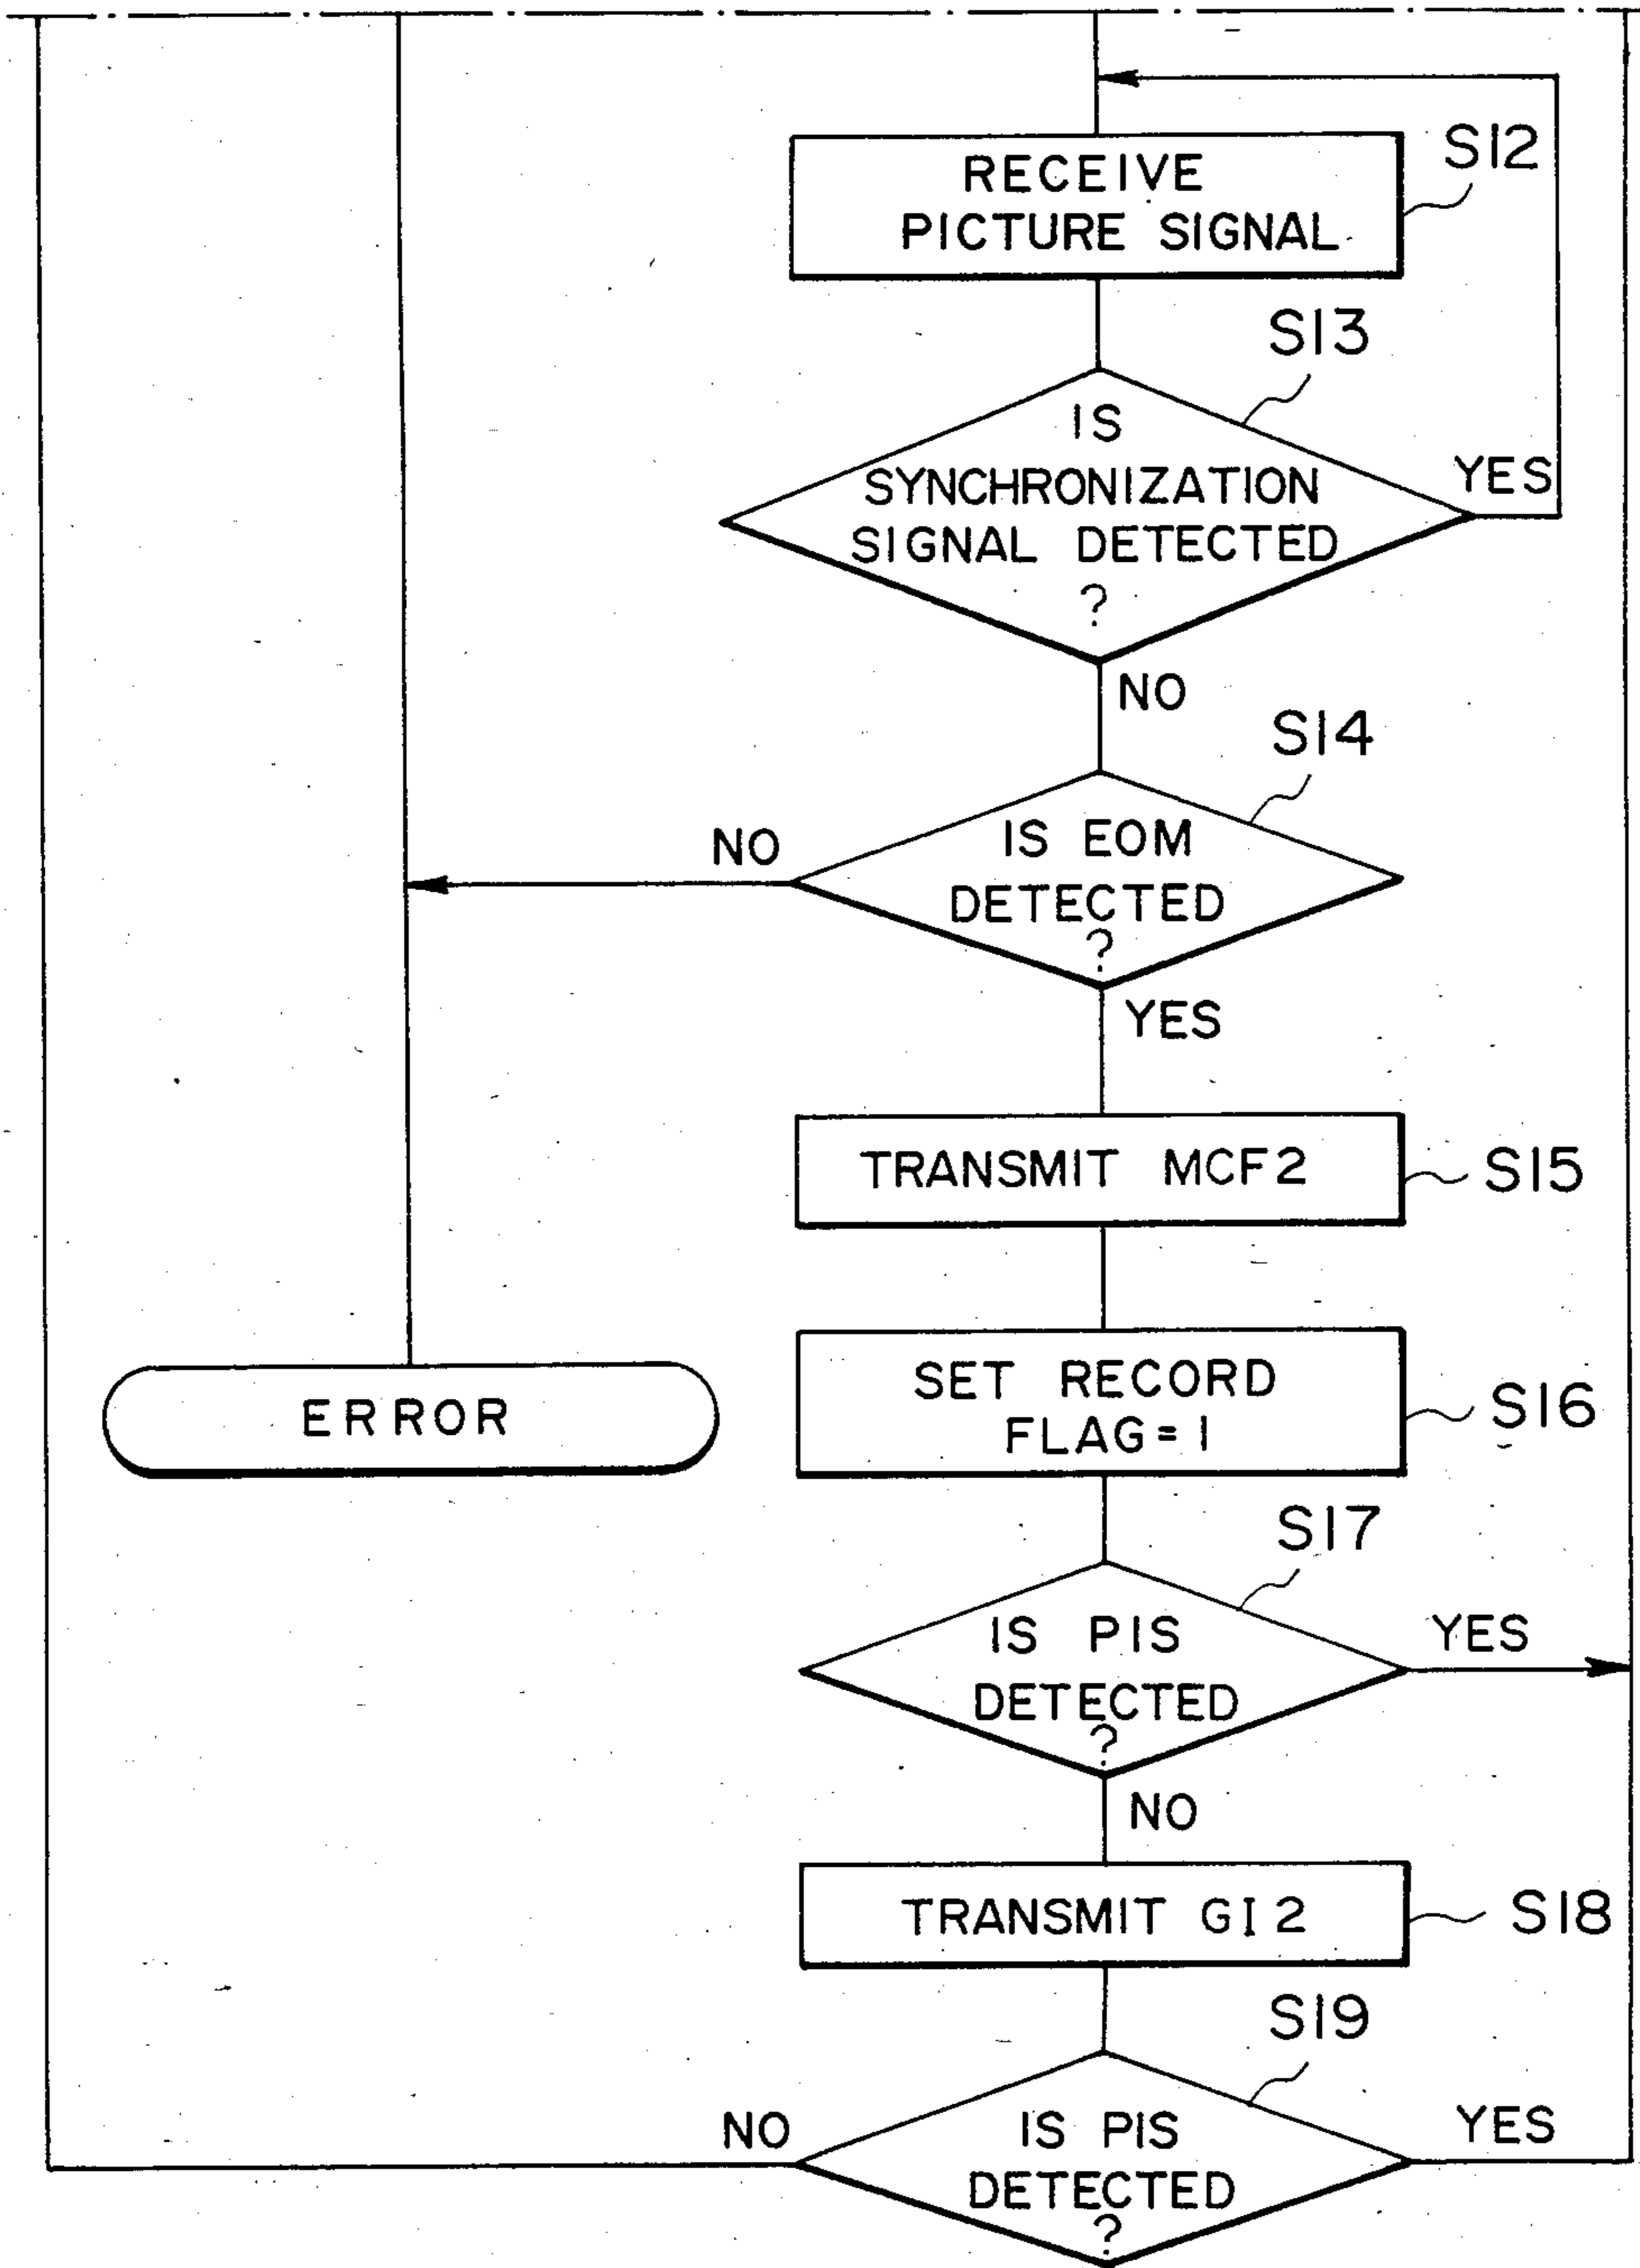 RECEIVE
PICTURE SIGNAL
S12
S13
IS
SYNCHRONIZATION
SIGNAL DETECTED
?
YES
NO
S14
IS EOM
DETECTED
?
NO
YES
TRANSMIT MCF2
S15
SET RECORD
FLAG=1
S16
ERROR
S17
IS PIS
DETECTED
?
YES
NO
TRANSMIT GI2
S18
S19
IS PIS
DETECTED
?
NO
YES